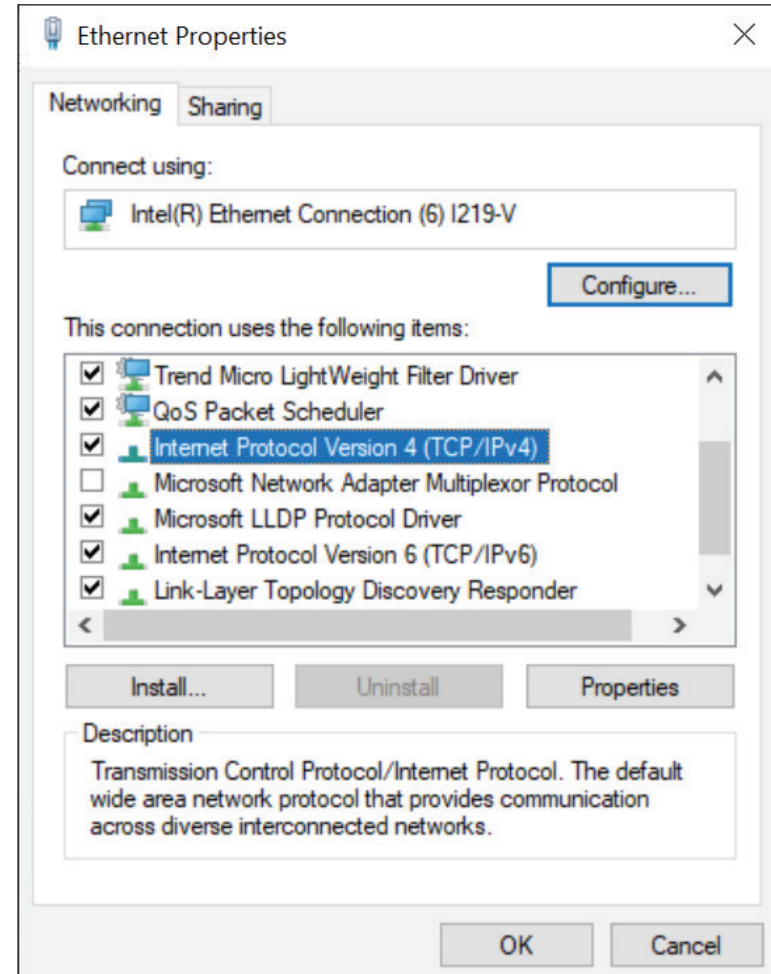 Ethernet Properties
Networking
Sharing
Connect using:
Intel(R) Ethernet Connection (6) I219-V
Configure...
This connection uses the following items:
Trend Micro LightWeight Filter Driver
QoS Packet Scheduler
Internet Protocol Version 4 (TCP/IPv4)
Microsoft Network Adapter Multiplexor Protocol
Microsoft LLDP Protocol Driver
Internet Protocol Version 6 (TCP/IPv6)
Link-Layer Topology Discovery Responder
Install...
Uninstall
Properties
Description
Transmission Control Protocol/Internet Protocol. The default
wide area network protocol that provides communication
across diverse interconnected networks.
OK
Cancel